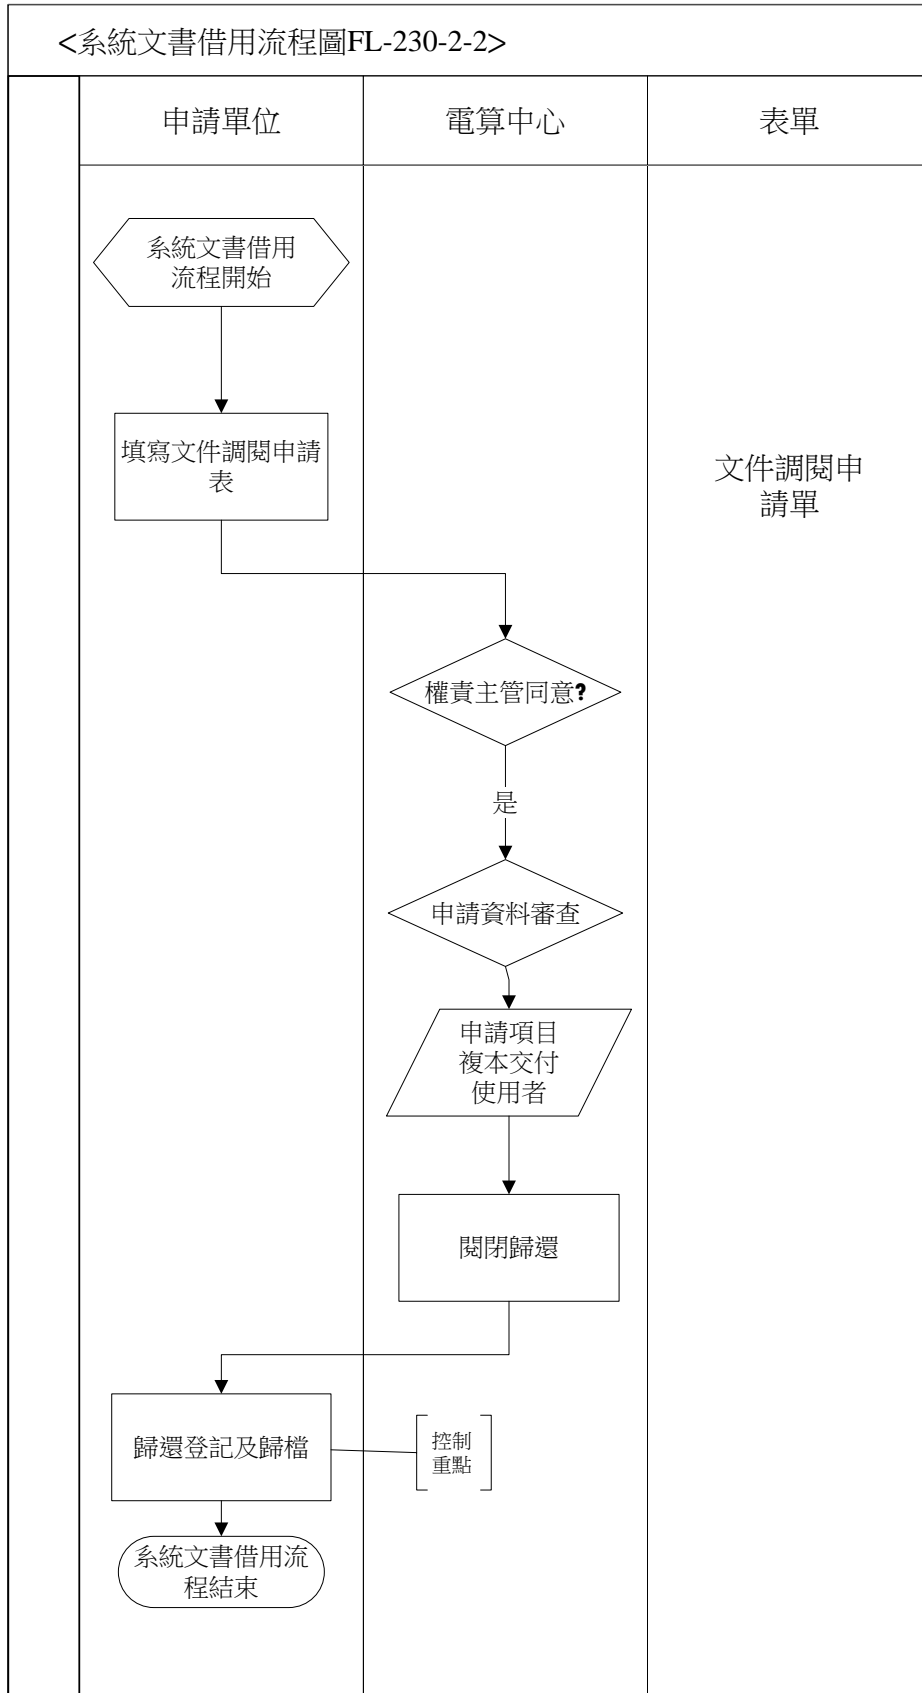 <系統文書借用流程圖FL-230-2-2>
申請單位
電算中心
表單
系統文書借用
流程開始
填寫文件調閱申請
表
文件調閱申
請單
權責主管同意?
是
申請資料審查
申請項目
複本交付
使用者
閱閉歸還
歸還登記及歸檔
控制
重點
系統文書借用流
程結束